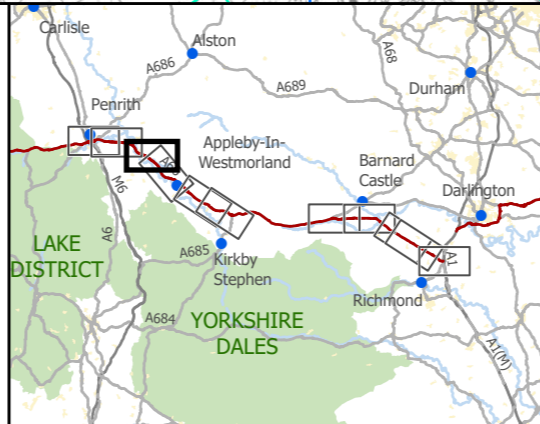 Carlisle
Alston
A68
A686
A689
Durham
Penrith
Appleby-In-
Westmorland
Barnard
Castle
Darlington
M6
A6
LAKE
DISTRICT
A685
Kirkby
Stephen
A1
Richmond
A684
YORKSHIRE
DALES
A1(M)